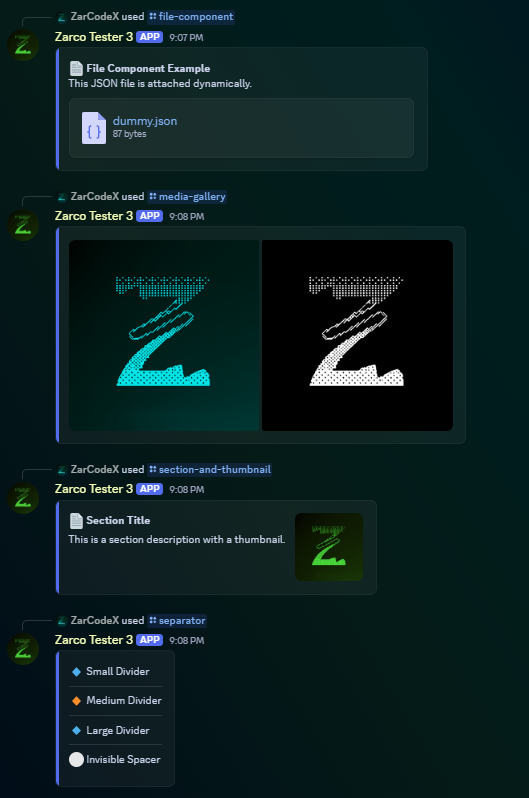 ZarCodeX used file-component
Zarco Tester 3 APP 9:07 PM
File Component Example
This JSON file is attached dynamically.
dummy.json
87 bytes
ZarCodeX used media-gallery
Zarco Tester 3 APP 9:08 PM
ZarCodeX used section-and-thumbnail
Zarco Tester 3 APP 9:08 PM
Section Title
This is a section description with a thumbnail.
ZarCodeX used separator
Zarco Tester 3 APP 9:08 PM
Small Divider
Medium Divider
Large Divider
Invisible Spacer